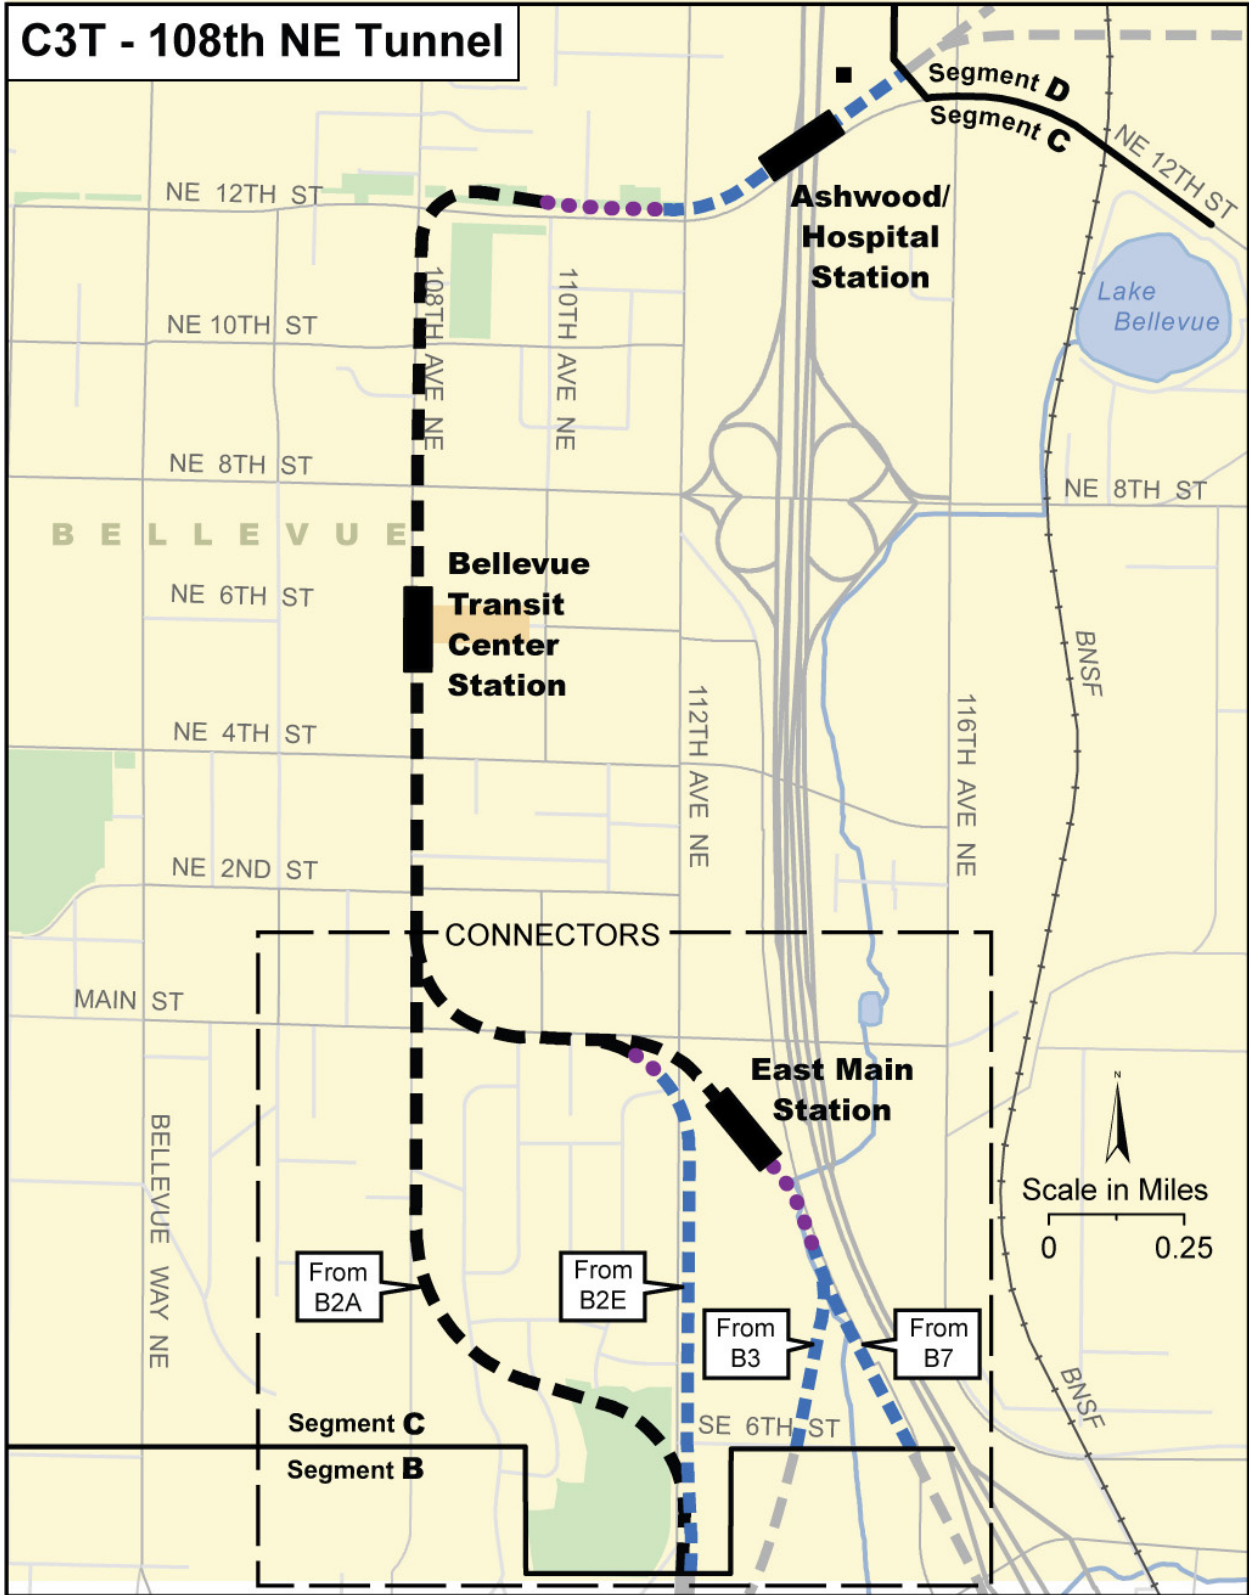 C3T - 108th NE Tunnel
Segment D
Segment C
NE 12TH ST
NE 12TH ST
Ashwood/
Hospital
Station
Lake
Bellevue
108TH AVE NE
110TH AVE NE
NE 10TH ST
NE 8TH ST
NE 8TH ST
BELLEVUE
Bellevue
Transit
Center
Station
NE 6TH ST
BNSF
112TH AVE NE
116TH AVE NE
NE 4TH ST
NE 2ND ST
CONNECTORS
MAIN ST
East Main
Station
N
Scale in Miles
0 0.25
BELLEVUE WAY NE
From
B2A
From
B2E
From
B3
From
B7
BNSF
Segment C
SE 6TH ST
Segment B